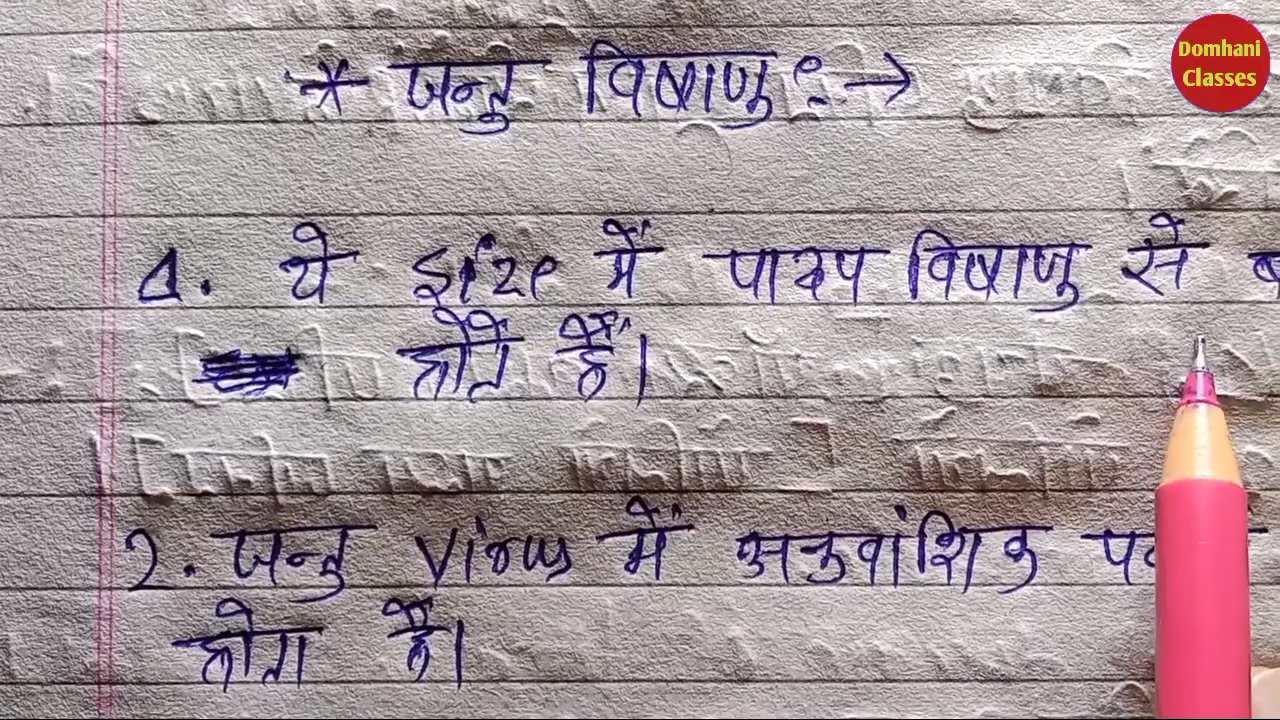 Domhani
Classes
* जन्तु विषाणु :→
1. ये Size में पादप विषाणु से
होते हैं।
2. जन्तु Virus में अनुवांशिक
होता है।